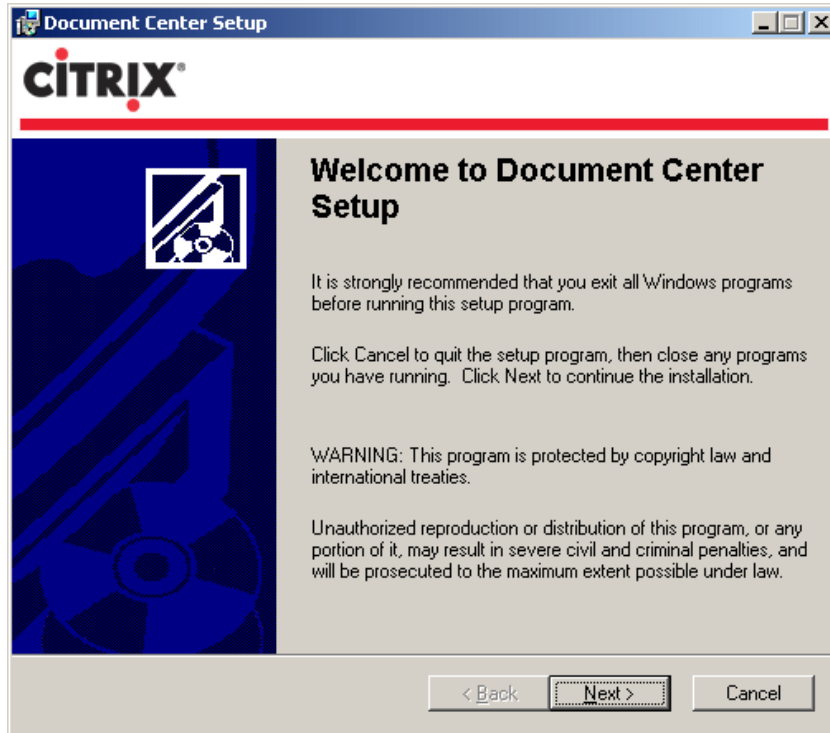 Document Center Setup
CITRIX®
Welcome to Document Center
Setup
It is strongly recommended that you exit all Windows programs
before running this setup program.
Click Cancel to quit the setup program, then close any programs
you have running. Click Next to continue the installation.
WARNING: This program is protected by copyright law and
international treaties.
Unauthorized reproduction or distribution of this program, or any
portion of it, may result in severe civil and criminal penalties, and
will be prosecuted to the maximum extent possible under law.
< Back
Next >
Cancel